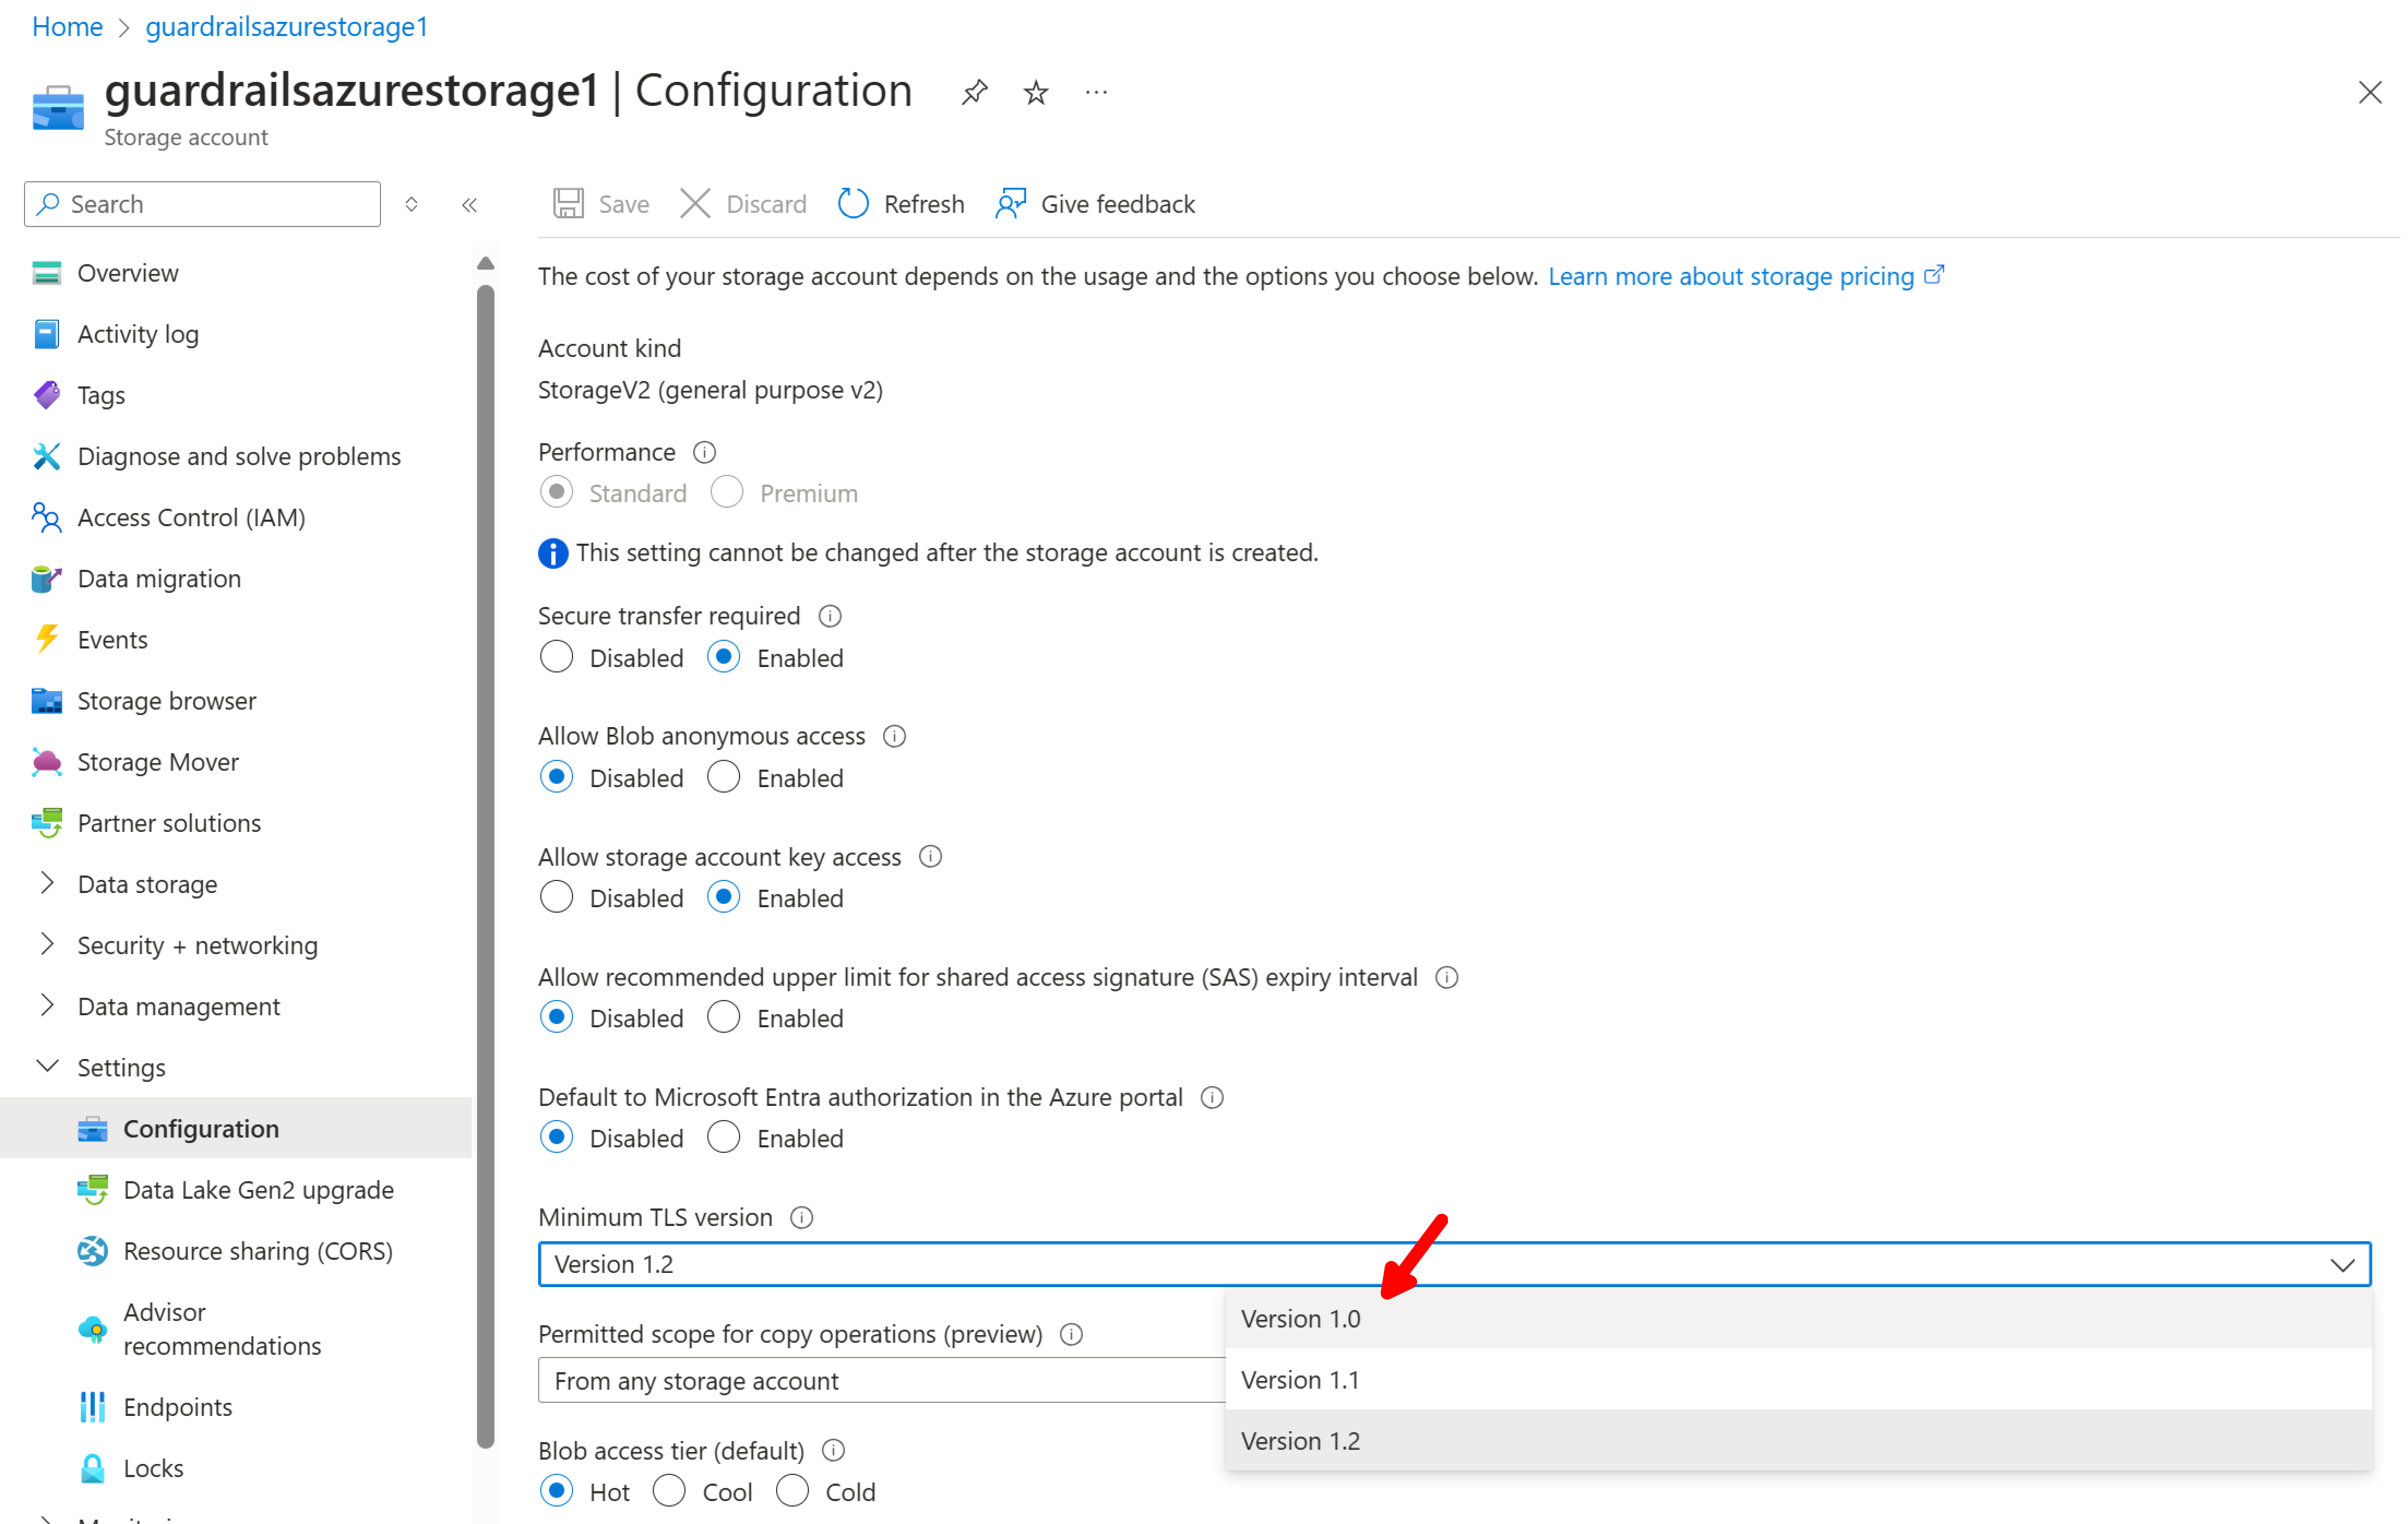 Home > guardrailsazurestorage1
guardrailsazurestorage1 | Configuration ...
Storage account
Search
Save Discard Refresh Give feedback
Overview
Activity log
Tags
Diagnose and solve problems
Access Control (IAM)
Data migration
Events
Storage browser
Storage Mover
Partner solutions
Data storage
Security + networking
Data management
Settings
Configuration
Data Lake Gen2 upgrade
Resource sharing (CORS)
Advisor
recommendations
Endpoints
Locks
The cost of your storage account depends on the usage and the options you choose below. Learn more about storage pricing
Account kind
StorageV2 (general purpose v2)
Performance
Standard Premium
This setting cannot be changed after the storage account is created.
Secure transfer required
Disabled Enabled
Allow Blob anonymous access
Disabled Enabled
Allow storage account key access
Disabled Enabled
Allow recommended upper limit for shared access signature (SAS) expiry interval
Disabled Enabled
Default to Microsoft Entra authorization in the Azure portal
Disabled Enabled
Minimum TLS version
Version 1.2
Version 1.0
Version 1.1
Version 1.2
Permitted scope for copy operations (preview)
From any storage account
Blob access tier (default)
Hot Cool Cold